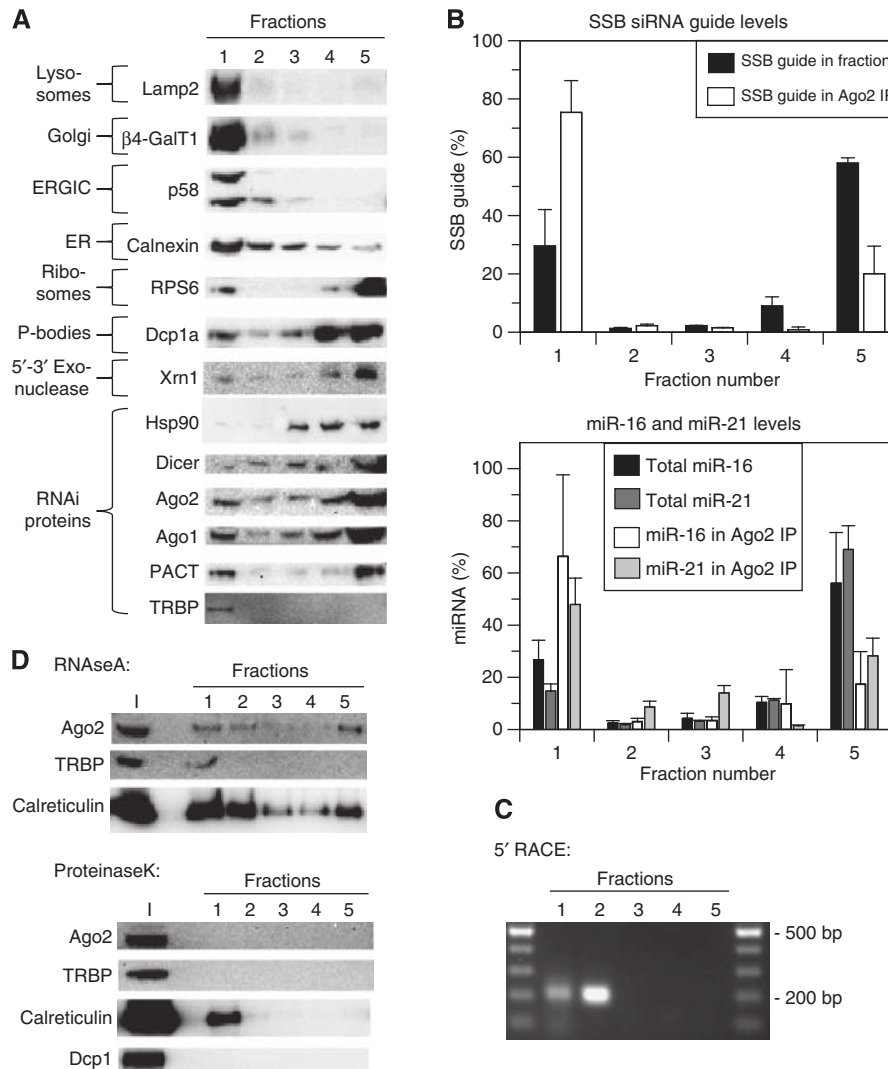 A
Fractions
1 2 3 4 5
Lyso-
somes
Lamp2
Golgi
β4-GalT1
ERGIC
p58
ER
Calnexin
Ribo-
somes
RPS6
P-bodies
Dcp1a
5′-3′ Exo-
nuclease
Xrn1
RNAi
proteins
Hsp90
Dicer
Ago2
Ago1
PACT
TRBP
B
SSB siRNA guide levels
SSB guide in fraction
SSB guide in Ago2 IP
SSB guide (%)
100
80
60
40
20
0
1 2 3 4 5
Fraction number
miR-16 and miR-21 levels
Total miR-16
Total miR-21
miR-16 in Ago2 IP
miR-21 in Ago2 IP
miRNA (%)
100
80
60
40
20
0
1 2 3 4 5
Fraction number
C
5′ RACE:
Fractions
1 2 3 4 5
- 500 bp
- 200 bp
D
RNAseA:
Fractions
I 1 2 3 4 5
Ago2
TRBP
Calreticulin
ProteinaseK:
Fractions
I 1 2 3 4 5
Ago2
TRBP
Calreticulin
Dcp1